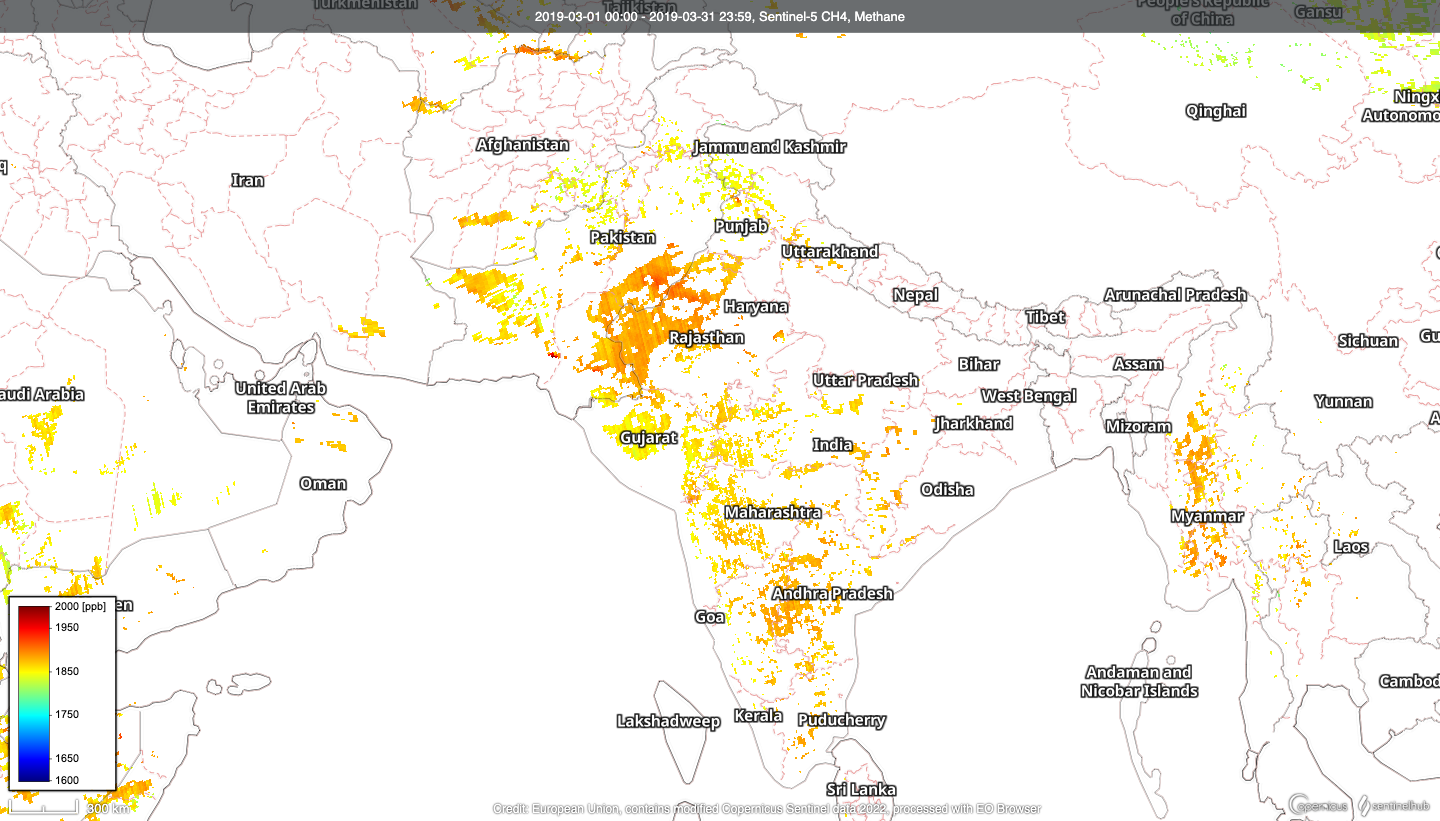 Turkmenistan
Tajikistan
People's Republic
of China
Gansu
2019-03-01 00:00 - 2019-03-31 23:59, Sentinel-5 CH4, Methane
Ningxi
Autonomo
Qinghai
Afghanistan
Jammu and Kashmir
q
Iran
Punjab
Pakistan
Uttarakhand
Nepal
Arunachal Pradesh
Haryana
Tibet
Rajasthan
Sichuan
Gu
Bihar
Assam
Uttar Pradesh
United Arab
Emirates
audi Arabia
West Bengal
Yunnan
Jharkhand
Mizoram
A
Gujarat
India
Oman
Odisha
Maharashtra
Myanmar
Laos
Andhra Pradesh
en
Goa
2000 [ppb]
1950
1850
1750
1650
1600
Andaman and
Nicobar Islands
Cambod
Lakshadweep
Kerala
Puducherry
Sri Lanka
300 km
Credit: European Union, contains modified Copernicus Sentinel data 2022, processed with EO Browser
opernicus
sentinelhub